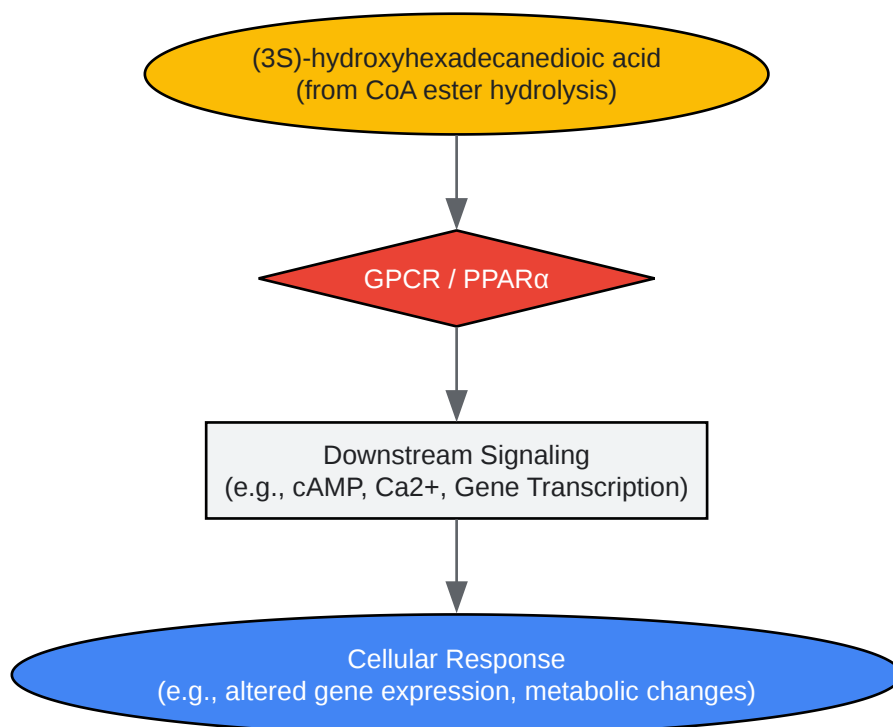 (3S)-hydroxyhexadecanedioic acid
(from CoA ester hydrolysis)
GPCR / PPARα
Downstream Signaling
(e.g., cAMP, Ca2+, Gene Transcription)
Cellular Response
(e.g., altered gene expression, metabolic changes)